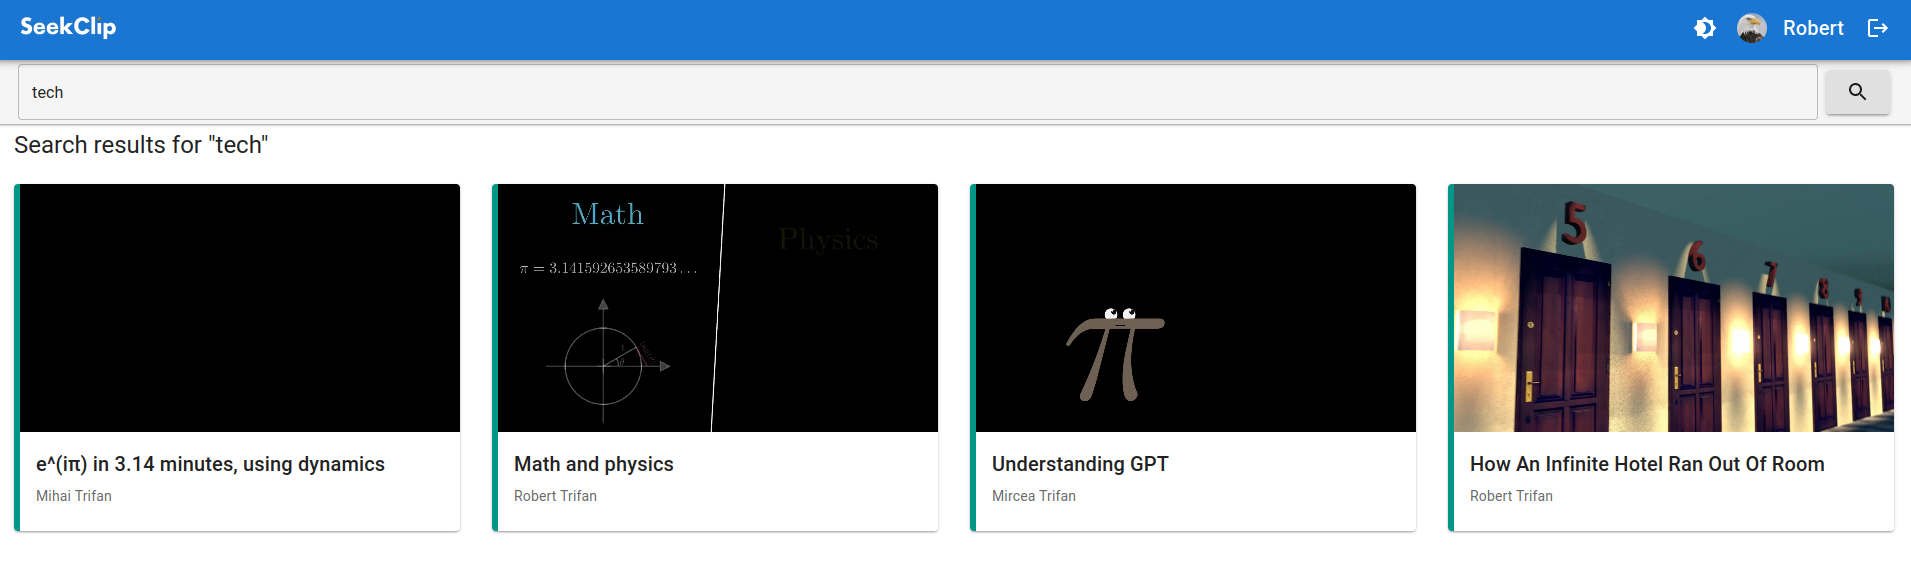 SeekClip
Robert
tech
Search results for "tech"
Math
Physics
π = 3.141592653589793...
1
θ
5
6
7
8
9
e^(iπ) in 3.14 minutes, using dynamics
Mihai Trifan
Math and physics
Robert Trifan
Understanding GPT
Mircea Trifan
How An Infinite Hotel Ran Out Of Room
Robert Trifan